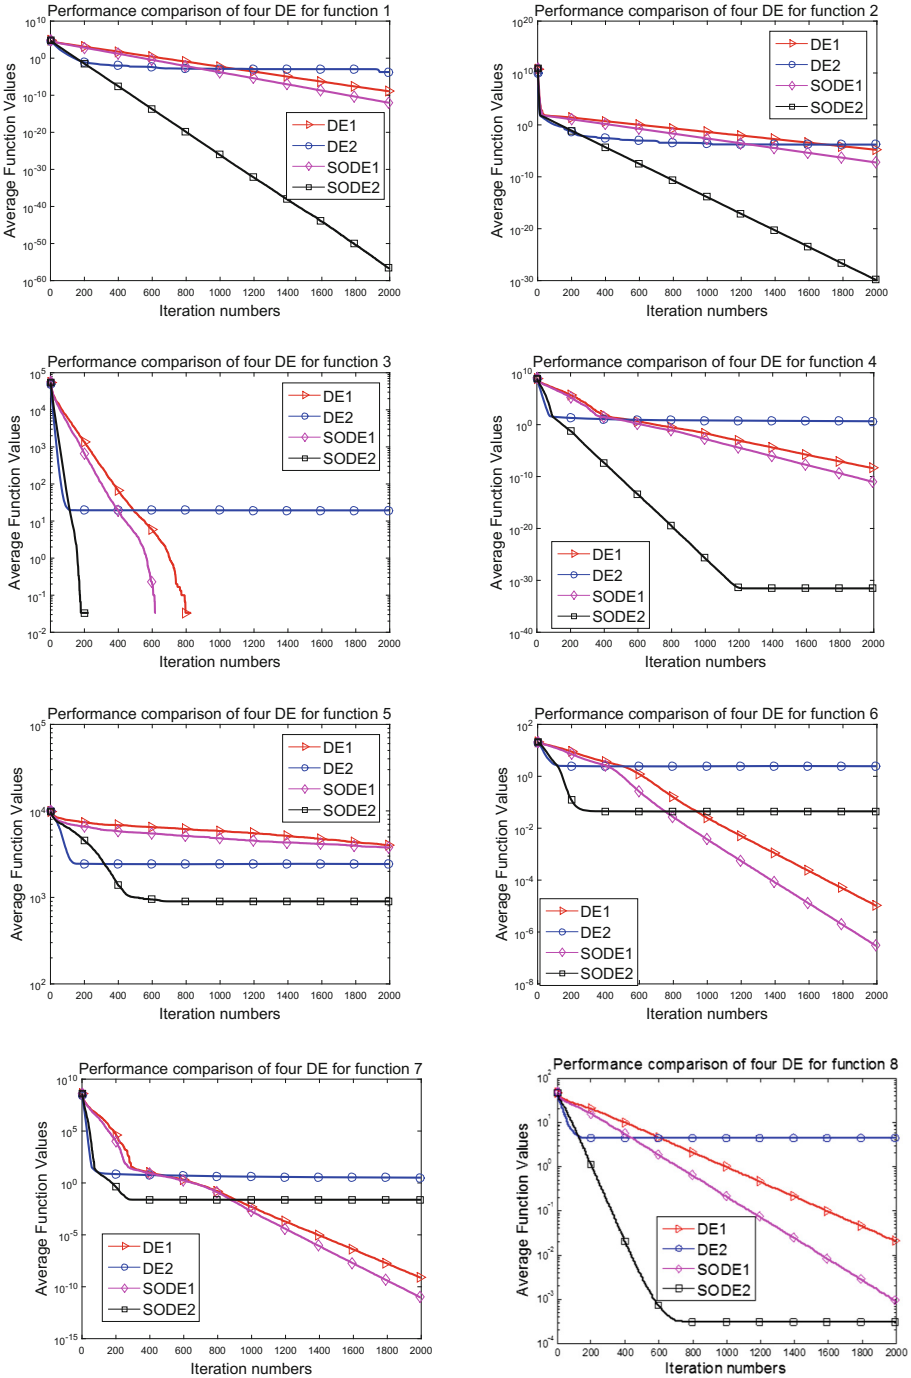 Performance comparison of four DE for function 1
Average Function Values
10^10
10^0
10^-10
10^-20
10^-30
10^-40
10^-50
10^-60
DE1
DE2
SODE1
SODE2
0 200 400 600 800 1000 1200 1400 1600 1800 2000
Iteration numbers
Performance comparison of four DE for function 2
Average Function Values
10^20
10^10
10^0
10^-10
10^-20
10^-30
DE1
DE2
SODE1
SODE2
0 200 400 600 800 1000 1200 1400 1600 1800 2000
Iteration numbers
Performance comparison of four DE for function 3
Average Function Values
10^5
10^4
10^3
10^2
10^1
10^0
10^-1
10^-2
DE1
DE2
SODE1
SODE2
0 200 400 600 800 1000 1200 1400 1600 1800 2000
Iteration numbers
Performance comparison of four DE for function 4
Average Function Values
10^10
10^0
10^-10
10^-20
10^-30
10^-40
DE1
DE2
SODE1
SODE2
0 200 400 600 800 1000 1200 1400 1600 1800 2000
Iteration numbers
Performance comparison of four DE for function 5
Average Function Values
10^5
10^4
10^3
10^2
DE1
DE2
SODE1
SODE2
0 200 400 600 800 1000 1200 1400 1600 1800 2000
Iteration numbers
Performance comparison of four DE for function 6
Average Function Values
10^2
10^0
10^-2
10^-4
10^-6
10^-8
DE1
DE2
SODE1
SODE2
0 200 400 600 800 1000 1200 1400 1600 1800 2000
Iteration numbers
Performance comparison of four DE for function 7
Average Function Values
10^10
10^5
10^0
10^-5
10^-10
10^-15
DE1
DE2
SODE1
SODE2
0 200 400 600 800 1000 1200 1400 1600 1800 2000
Iteration numbers
Performance comparison of four DE for function 8
Average Function Values
10^2
10^1
10^0
10^-1
10^-2
10^-3
10^-4
DE1
DE2
SODE1
SODE2
0 200 400 600 800 1000 1200 1400 1600 1800 2000
Iteration numbers